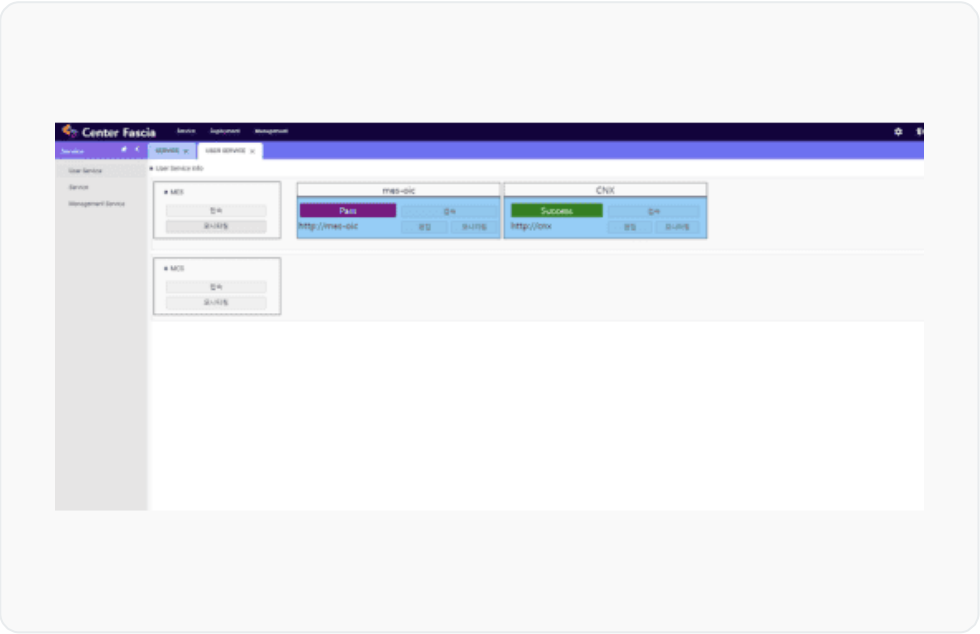 Center Fascia Service Deployment Management
Service
SERVICE × USER SERVICE ×
User Service
Service
Management Service
User Service Info
MES
접속
모니터링
mes-oic
Pass
접속
http://mes-oic
모니터링
CNX
Success
접속
http://cnx
모니터링
접속
모니터링